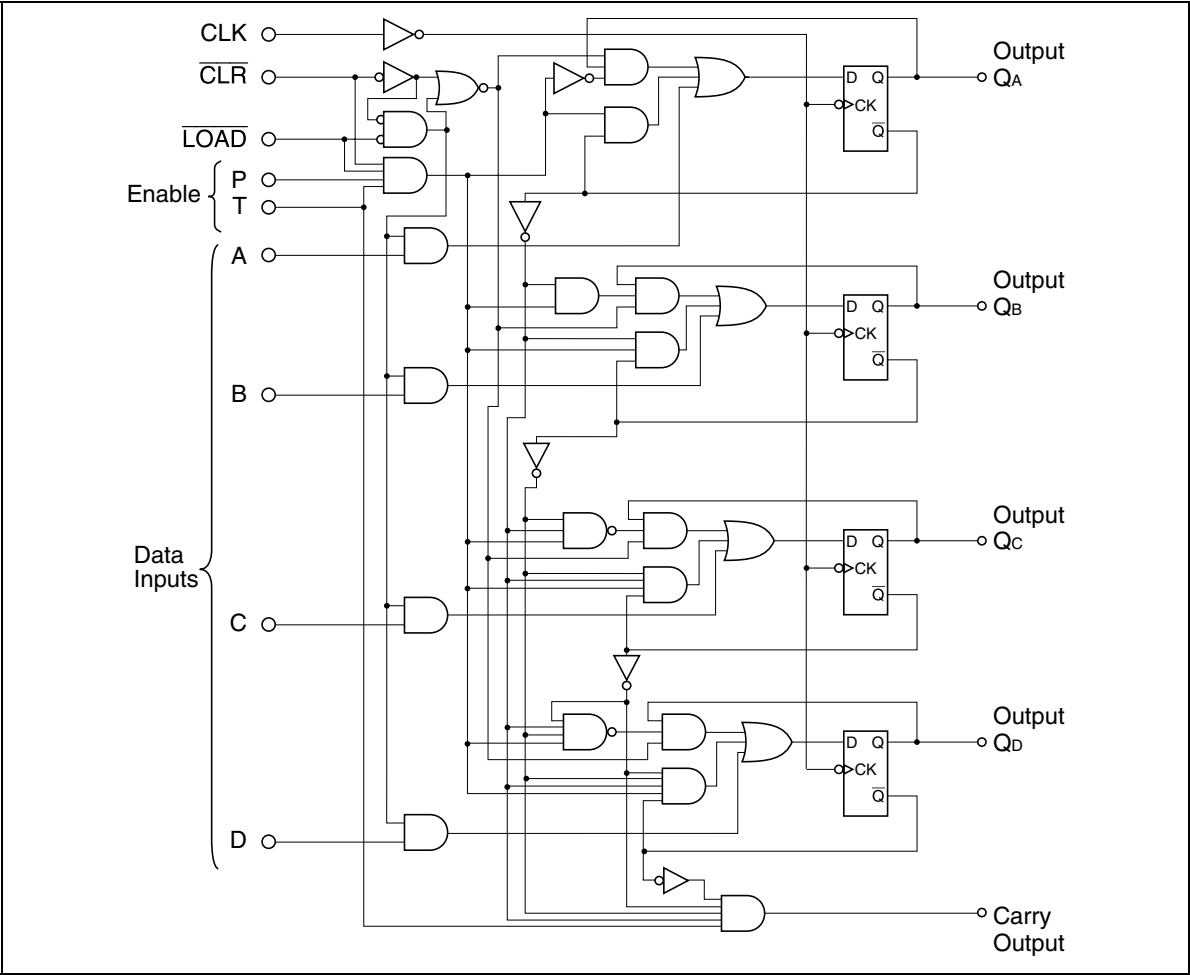 CLK
CLR
LOAD
Enable
P
T
A
B
Data
Inputs
C
D
Output
QA
D Q
CK
Q
Output
QB
D Q
CK
Q
Output
QC
D Q
CK
Q
Output
QD
D Q
CK
Q
Carry
Output